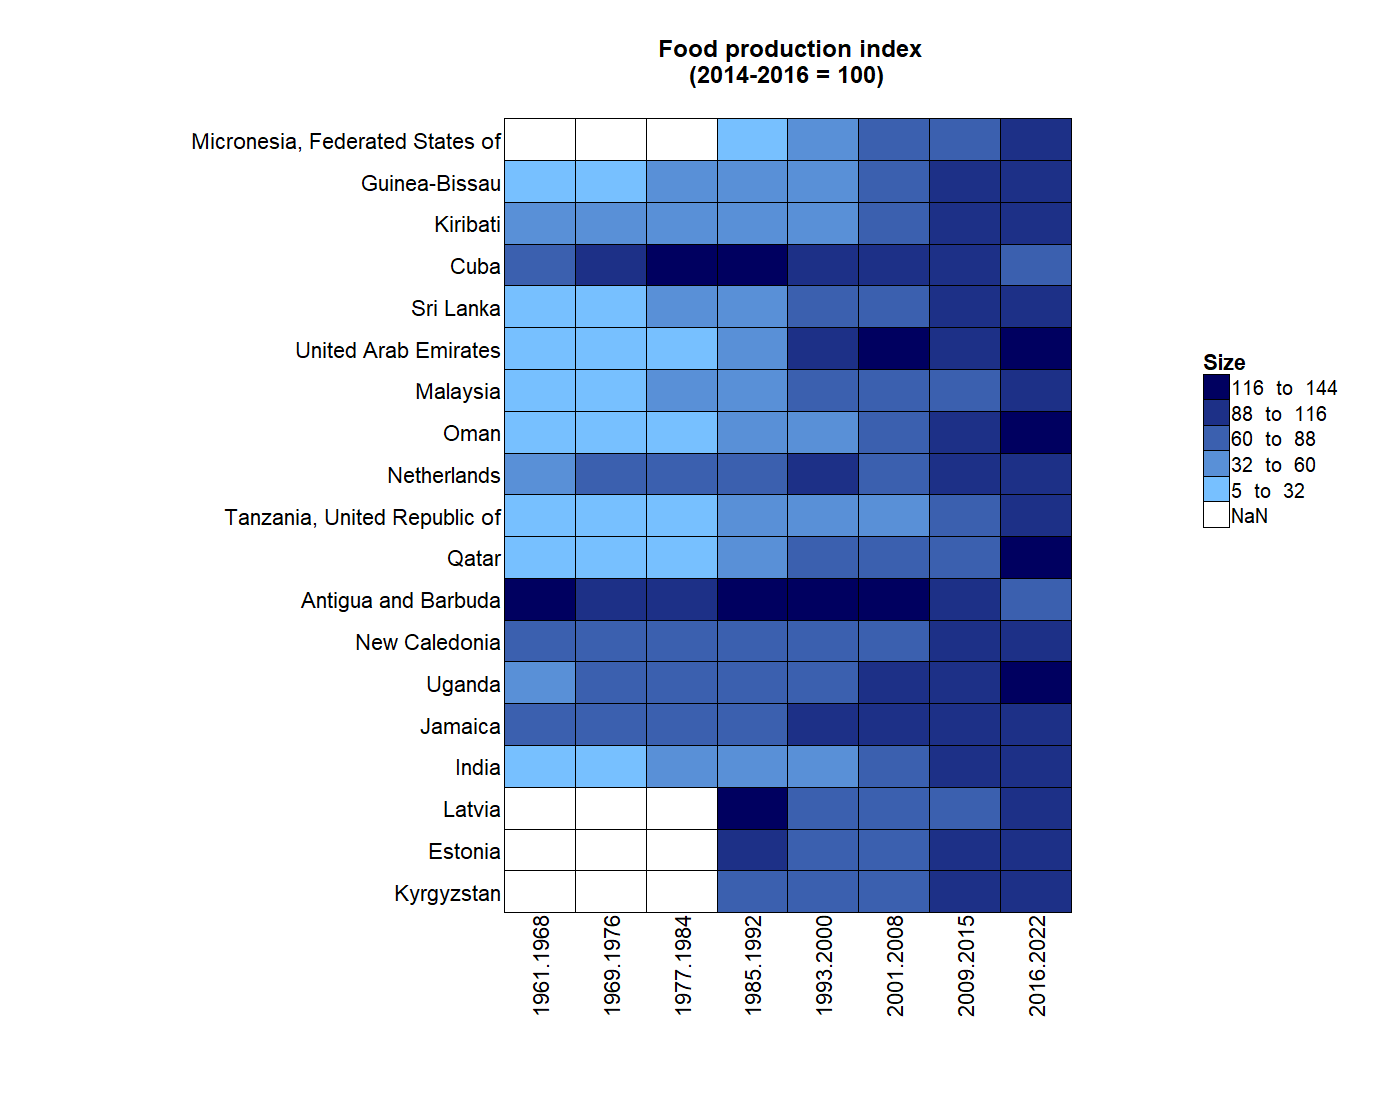 Food production index
(2014-2016 = 100)
Micronesia, Federated States of
Guinea-Bissau
Kiribati
Cuba
Sri Lanka
United Arab Emirates
Malaysia
Oman
Netherlands
Tanzania, United Republic of
Qatar
Antigua and Barbuda
New Caledonia
Uganda
Jamaica
India
Latvia
Estonia
Kyrgyzstan
1961.1968
1969.1976
1977.1984
1985.1992
1993.2000
2001.2008
2009.2015
2016.2022
Size
116 to 144
88 to 116
60 to 88
32 to 60
5 to 32
NaN